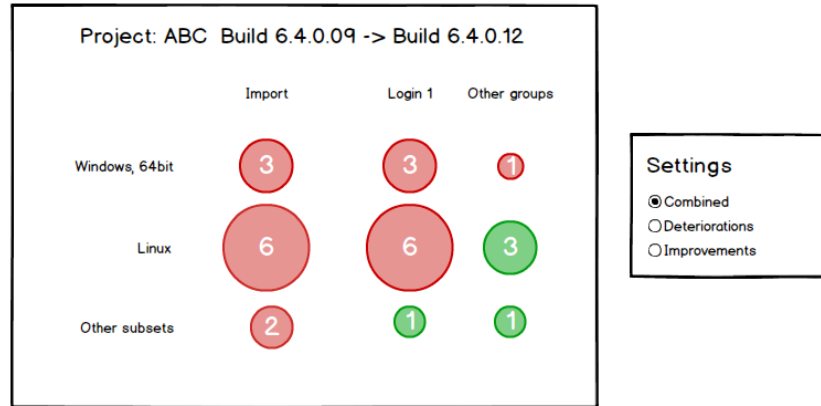 Project: ABC Build 6.4.0.09 -> Build 6.4.0.12
Import Login 1 Other groups
Windows, 64bit 3 3 1
Linux 6 6 3
Other subsets 2 1 1
Settings
Combined
Deteriorations
Improvements